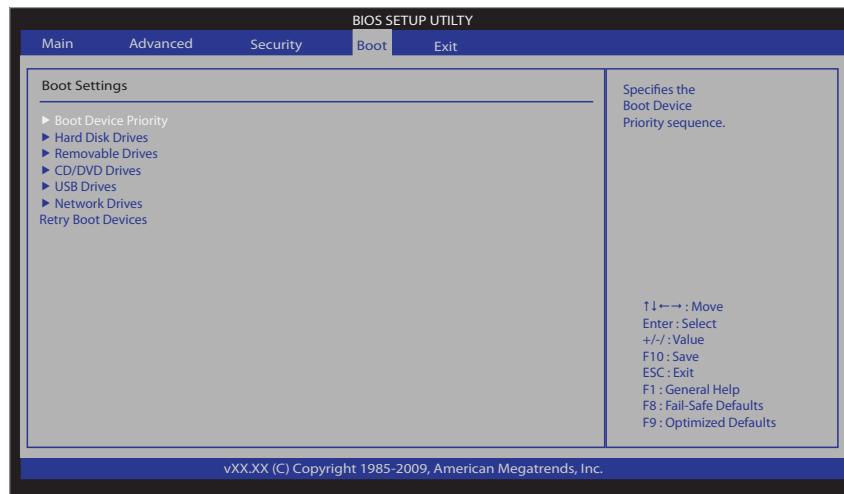 BIOS SETUP UTILTY
Main Advanced Security Boot Exit
Boot Settings
▶ Boot Device Priority
▶ Hard Disk Drives
▶ Removable Drives
▶ CD/DVD Drives
▶ USB Drives
▶ Network Drives
Retry Boot Devices
Specifies the
Boot Device
Priority sequence.
↑↓←→ : Move
Enter : Select
+/-/ : Value
F10 : Save
ESC : Exit
F1 : General Help
F8 : Fail-Safe Defaults
F9 : Optimized Defaults
vXX.XX (C) Copyright 1985-2009, American Megatrends, Inc.